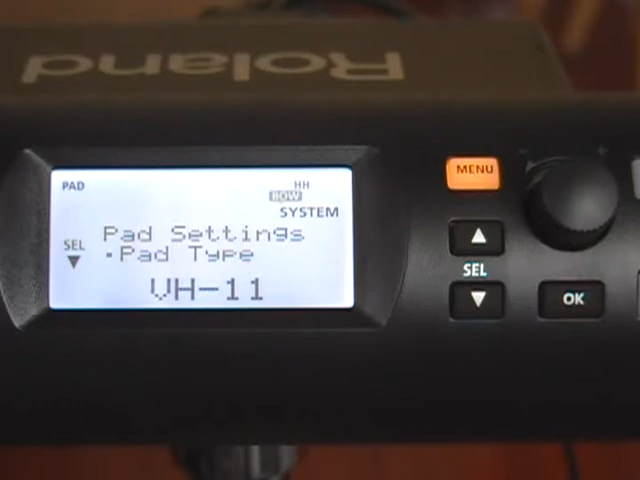 Roland
PAD
HH
BOW
SYSTEM
SEL
Pad Settings
•Pad Type
VH-11
MENU
SEL
OK